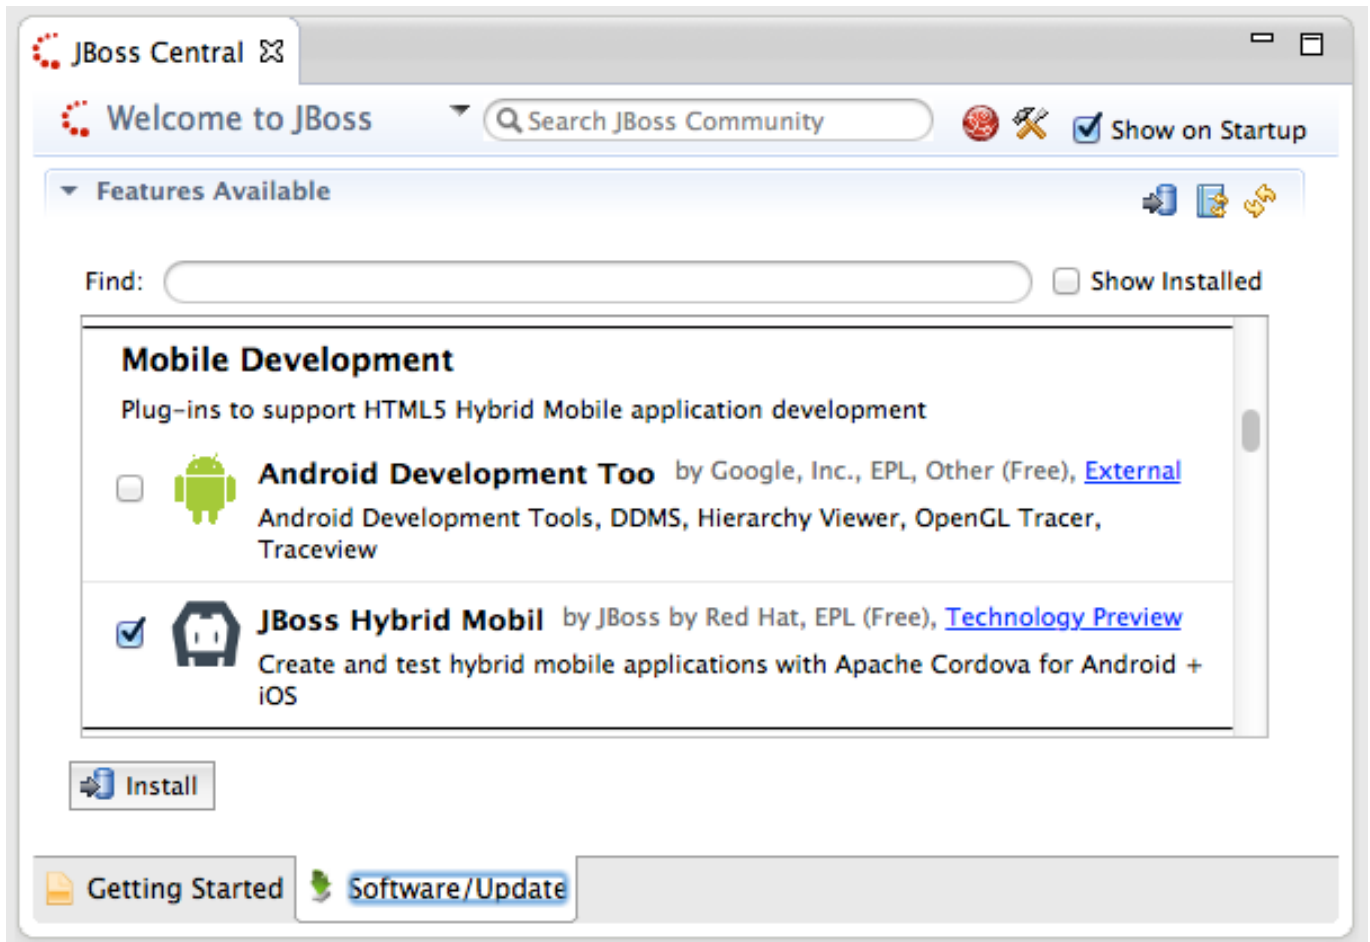 JBoss Central
Welcome to JBoss
Search JBoss Community
Show on Startup
Features Available
Find:
Show Installed
Mobile Development
Plug-ins to support HTML5 Hybrid Mobile application development
Android Development Too by Google, Inc., EPL, Other (Free), External
Android Development Tools, DDMS, Hierarchy Viewer, OpenGL Tracer,
Traceview
JBoss Hybrid Mobil by JBoss by Red Hat, EPL (Free), Technology Preview
Create and test hybrid mobile applications with Apache Cordova for Android +
iOS
Install
Getting Started
Software/Update